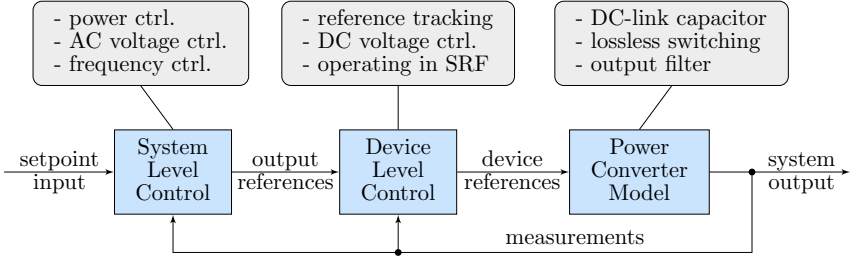 - power ctrl.
- AC voltage ctrl.
- frequency ctrl.
- reference tracking
- DC voltage ctrl.
- operating in SRF
- DC-link capacitor
- lossless switching
- output filter
setpoint
input
System
Level
Control
output
references
Device
Level
Control
device
references
Power
Converter
Model
system
output
measurements